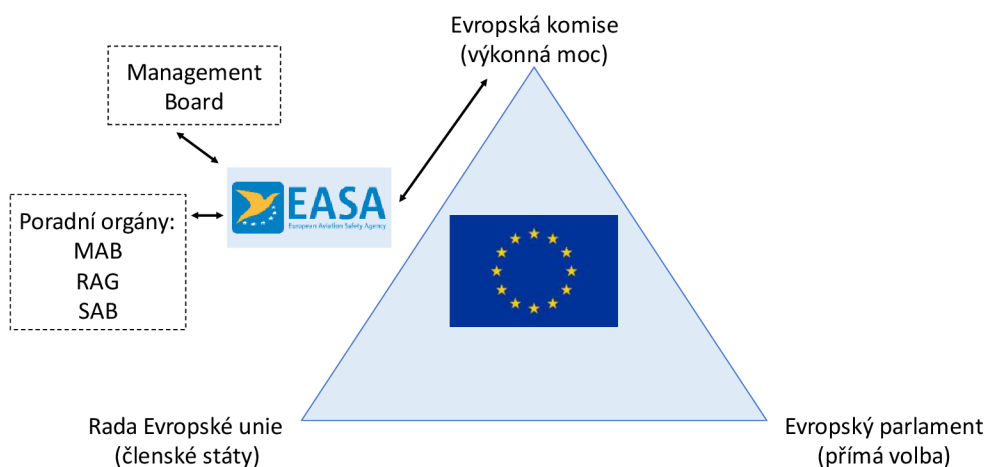 Evropská komise
(výkonná moc)
Management
Board
EASA
European Aviation Safety Agency
Poradní orgány:
MAB
RAG
SAB
Rada Evropské unie
(členské státy)
Evropský parlament
(přímá volba)